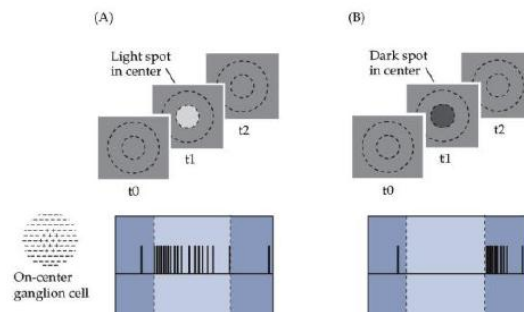 (A)
(B)
Light spot
in center
Dark spot
in center
t2
t2
t1
t1
t0
t0
On-center
ganglion cell